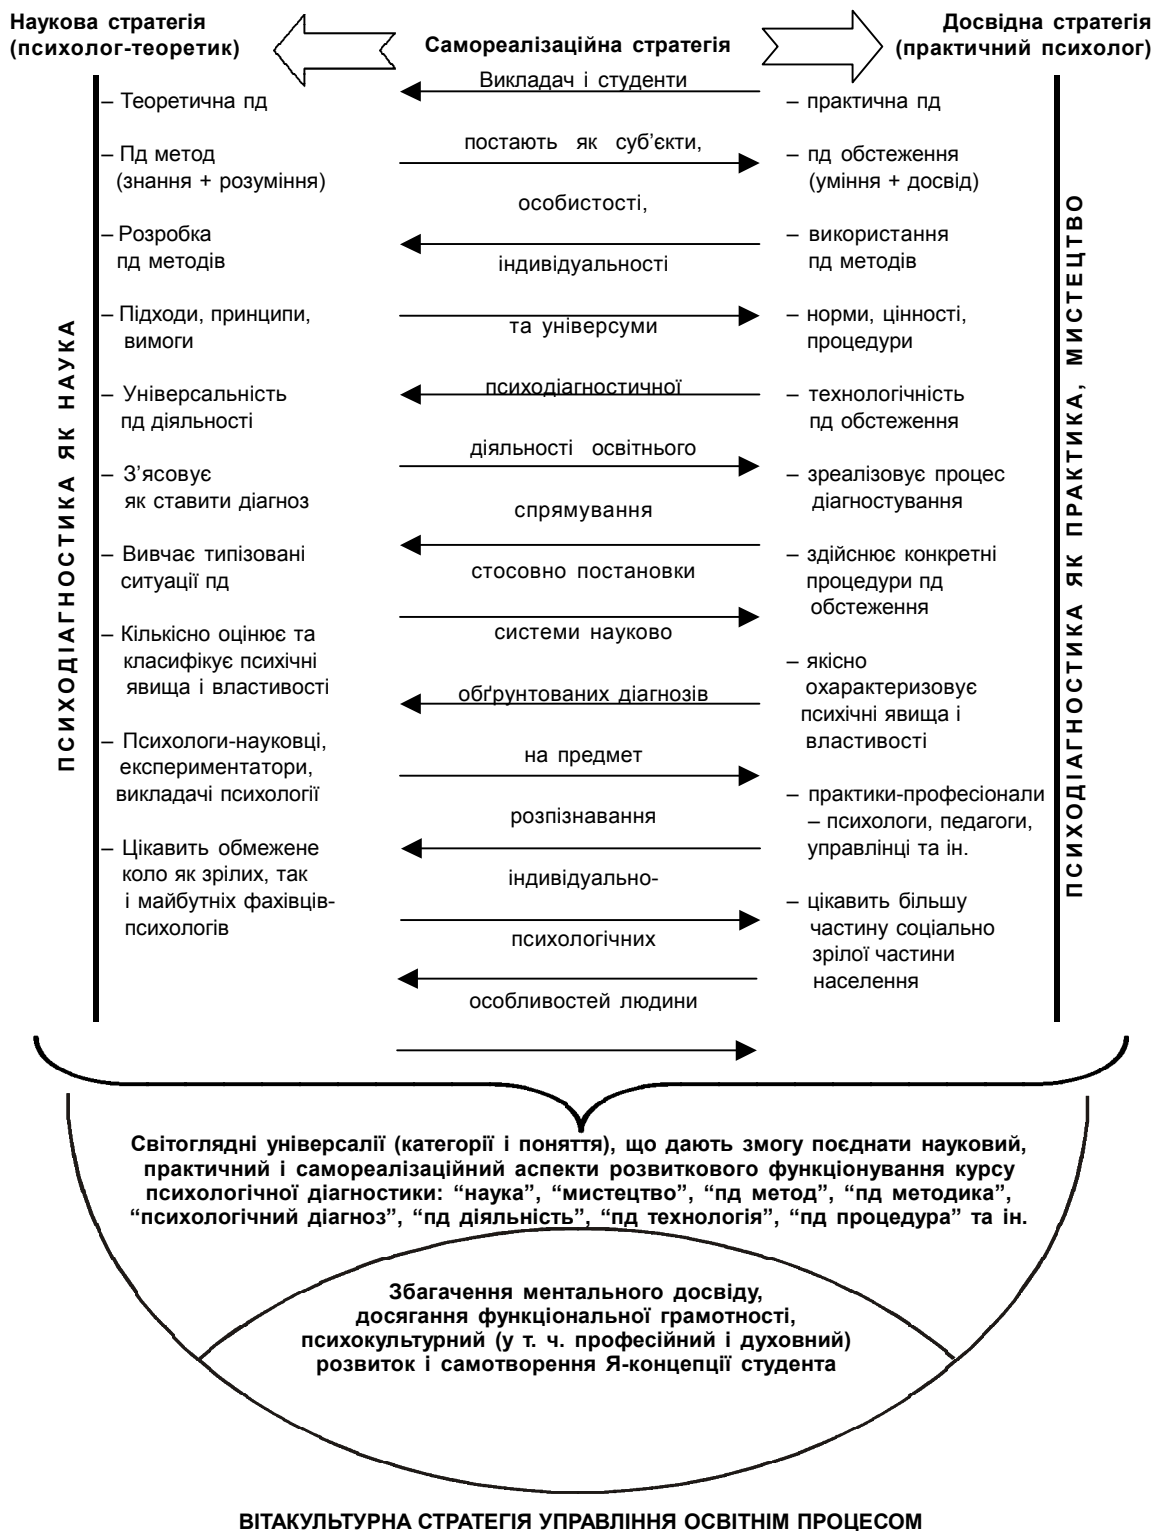 Наукова стратегія
(психолог-теоретик)
Самореалізаційна стратегія
Досвідна стратегія
(практичний психолог)
ПСИХОДІАГНОСТИКА ЯК НАУКА
– Теоретична пд
– Пд метод
(знання + розуміння)
– Розробка
пд методів
– Підходи, принципи,
вимоги
– Універсальність
пд діяльності
– З’ясовує
як ставити діагноз
– Вивчає типізовані
ситуації пд
– Кількісно оцінює та
класифікує психічні
явища і властивості
– Психологи-науковці,
експериментатори,
викладачі психології
– Цікавить обмежене
коло як зрілих, так
і майбутніх фахівців-
психологів
Викладач і студенти
постають як суб’єкти,
особистості,
індивідуальності
та універсуми
психодіагностичної
діяльності освітнього
спрямування
стосовно постановки
системи науково
обґрунтованих діагнозів
на предмет
розпізнавання
індивідуально-
психологічних
особливостей людини
– практична пд
– пд обстеження
(уміння + досвід)
– використання
пд методів
– норми, цінності,
процедури
– технологічність
пд обстеження
– зреалізовує процес
діагностування
– здійснює конкретні
процедури пд
обстеження
– якісно
охарактеризовує
психічні явища і
властивості
– практики-професіонали
– психологи, педагоги,
управлінці та ін.
– цікавить більшу
частину соціально
зрілої частини
населення
ПСИХОДІАГНОСТИКА ЯК ПРАКТИКА, МИСТЕЦТВО
Світоглядні універсалії (категорії і поняття), що дають змогу поєднати науковий,
практичний і самореалізаційний аспекти розвиткового функціонування курсу
психологічної діагностики: “наука”, “мистецтво”, “пд метод”, “пд методика”,
“психологічний діагноз”, “пд діяльність”, “пд технологія”, “пд процедура” та ін.
Збагачення ментального досвіду,
досягання функціональної грамотності,
психокультурний (у т. ч. професійний і духовний)
розвиток і самотворення Я-концепції студента
ВІТАКУЛЬТУРНА СТРАТЕГІЯ УПРАВЛІННЯ ОСВІТНІМ ПРОЦЕСОМ